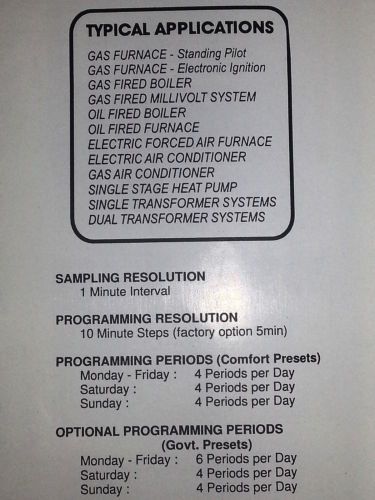 TYPICAL APPLICATIONS
GAS FURNACE - Standing Pilot
GAS FURNACE - Electronic Ignition
GAS FIRED BOILER
GAS FIRED MILLIVOLT SYSTEM
OIL FIRED BOILER
OIL FIRED FURNACE
ELECTRIC FORCED AIR FURNACE
ELECTRIC AIR CONDITIONER
GAS AIR CONDITIONER
SINGLE STAGE HEAT PUMP
SINGLE TRANSFORMER SYSTEMS
DUAL TRANSFORMER SYSTEMS
SAMPLING RESOLUTION
1 Minute Interval
PROGRAMMING RESOLUTION
10 Minute Steps (factory option 5min)
PROGRAMMING PERIODS (Comfort Presets)
Monday - Friday : 4 Periods per Day
Saturday : 4 Periods per Day
Sunday : 4 Periods per Day
OPTIONAL PROGRAMMING PERIODS
(Govt. Presets)
Monday - Friday : 6 Periods per Day
Saturday : 4 Periods per Day
Sunday : 4 Periods per Day